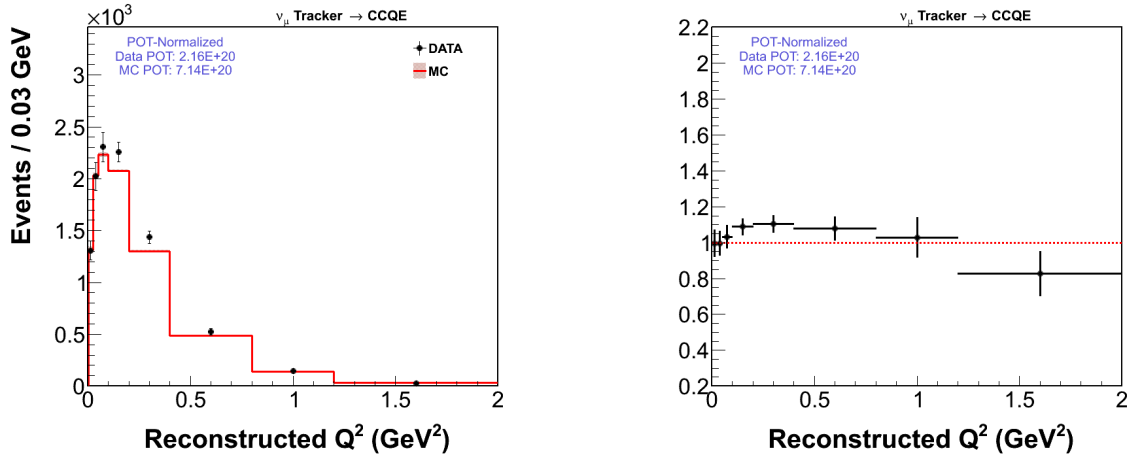 ×10³
ν_μ Tracker → CCQE
POT-Normalized
Data POT: 2.16E+20
MC POT: 7.14E+20
DATA
MC
3
2.5
2
1.5
1
0.5
0
0 0.5 1 1.5 2
Events / 0.03 GeV
Reconstructed Q² (GeV²)
ν_μ Tracker → CCQE
POT-Normalized
Data POT: 2.16E+20
MC POT: 7.14E+20
2.2
2
1.8
1.6
1.4
1.2
1
0.8
0.6
0.4
0.2
0 0.5 1 1.5 2
Reconstructed Q² (GeV²)